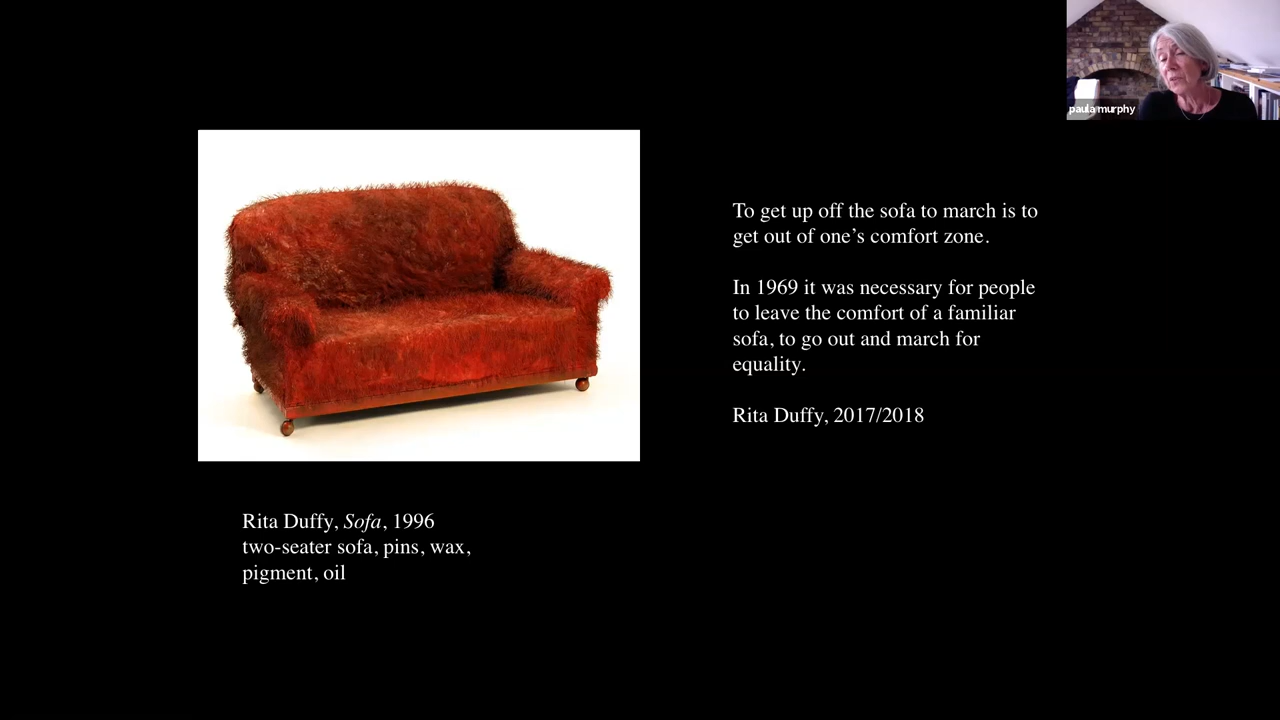 paula murphy
To get up off the sofa to march is to
get out of one's comfort zone.
In 1969 it was necessary for people
to leave the comfort of a familiar
sofa, to go out and march for
equality.
Rita Duffy, 2017/2018
Rita Duffy, Sofa, 1996
two-seater sofa, pins, wax,
pigment, oil